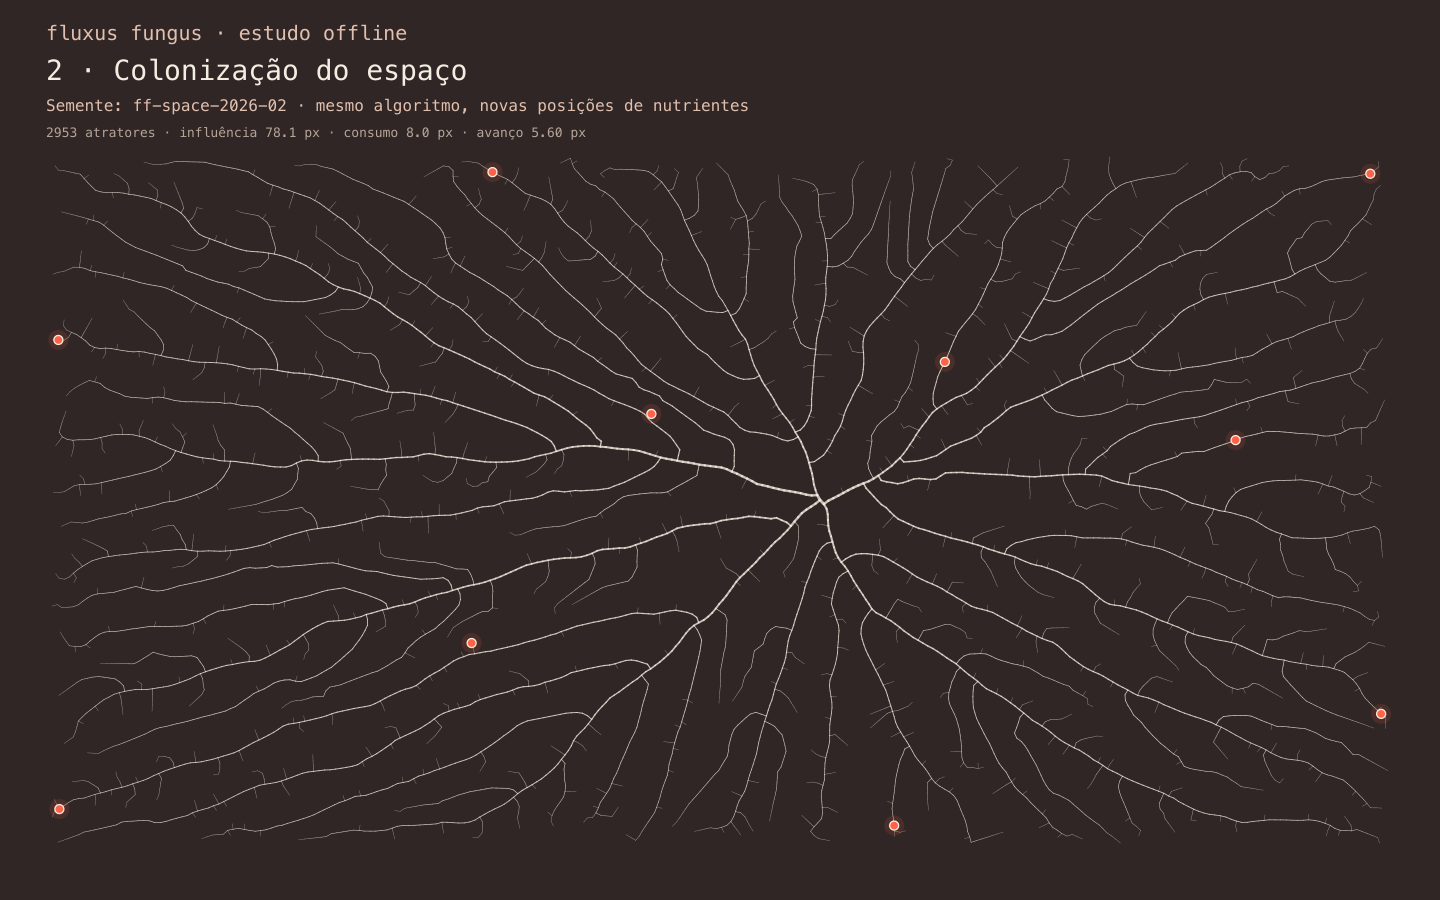 fluxus fungus · estudo offline
2 · Colonização do espaço
Semente: ff-space-2026-02 · mesmo algoritmo, novas posições de nutrientes
2953 atratores · influência 78.1 px · consumo 8.0 px · avanço 5.60 px